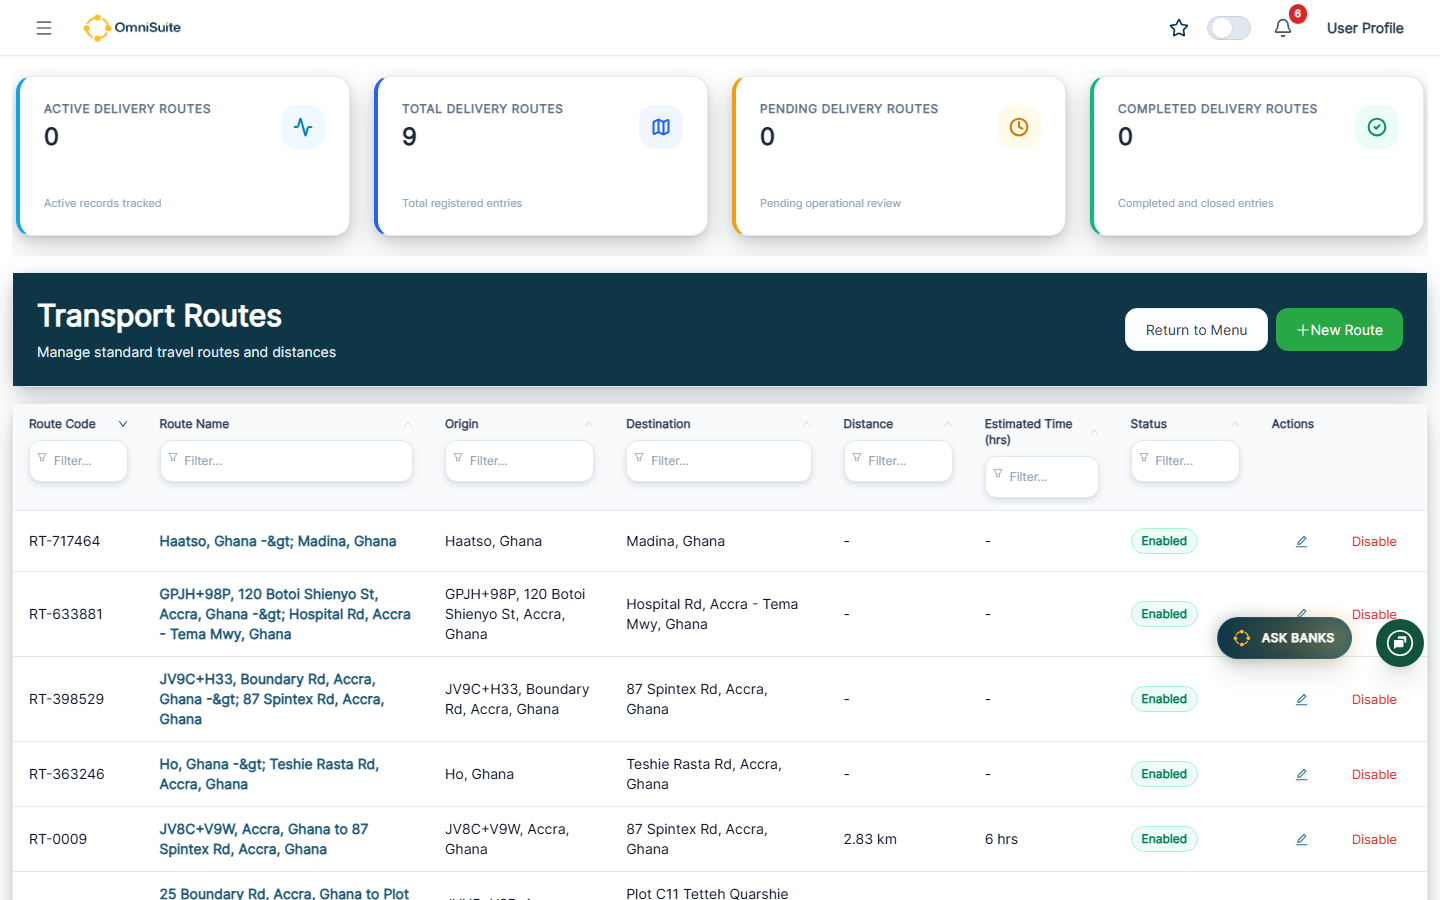 OmniSuite
6
User Profile
ACTIVE DELIVERY ROUTES
0
Active records tracked
TOTAL DELIVERY ROUTES
9
Total registered entries
PENDING DELIVERY ROUTES
0
Pending operational review
COMPLETED DELIVERY ROUTES
0
Completed and closed entries
Transport Routes
Manage standard travel routes and distances
Return to Menu
New Route
Route Code
Route Name
Origin
Destination
Distance
Estimated Time
(hrs)
Status
Actions
Filter...
Filter...
Filter...
Filter...
Filter...
Filter...
Filter...
RT-717464
Haatso, Ghana -&gt; Madina, Ghana
Haatso, Ghana
Madina, Ghana
-
-
Enabled
Disable
RT-633881
GPJH+98P, 120 Botoi Shienyo St,
Accra, Ghana -&gt; Hospital Rd, Accra
- Tema Mwy, Ghana
GPJH+98P, 120 Botoi
Shienyo St, Accra,
Ghana
Hospital Rd, Accra - Tema
Mwy, Ghana
-
-
Enabled
Disable
ASK BANKS
RT-398529
JV9C+H33, Boundary Rd, Accra,
Ghana -&gt; 87 Spintex Rd, Accra,
Ghana
JV9C+H33, Boundary
Rd, Accra, Ghana
87 Spintex Rd, Accra,
Ghana
-
-
Enabled
Disable
RT-363246
Ho, Ghana -&gt; Teshie Rasta Rd,
Accra, Ghana
Ho, Ghana
Teshie Rasta Rd, Accra,
Ghana
-
-
Enabled
Disable
RT-0009
JV8C+V9W, Accra, Ghana to 87
Spintex Rd, Accra, Ghana
JV8C+V9W, Accra,
Ghana
87 Spintex Rd, Accra,
Ghana
2.83 km
6 hrs
Enabled
Disable
25 Boundary Rd, Accra, Ghana to Plot
Plot C11 Tetteh Quarshie